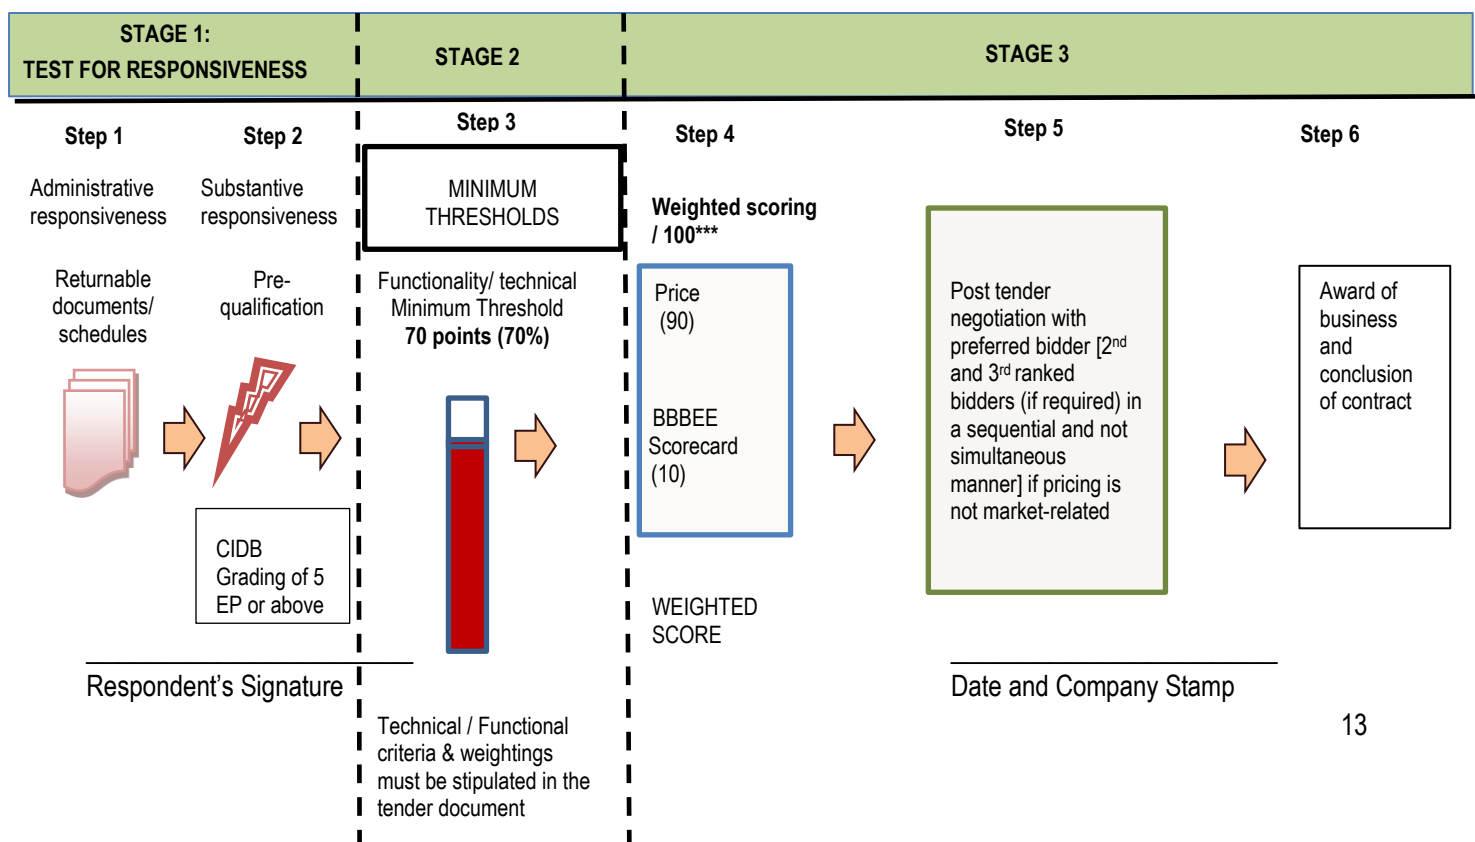 STAGE 1:
TEST FOR RESPONSIVENESS
STAGE 2
STAGE 3
Step 1
Administrative
responsiveness
Returnable
documents/
schedules
Step 2
Substantive
responsiveness
Pre-
qualification
CIDB
Grading of 5
EP or above
Step 3
MINIMUM
THRESHOLDS
Functionality/ technical
Minimum Threshold
70 points (70%)
Technical / Functional
criteria & weightings
must be stipulated in the
tender document
Step 4
Weighted scoring
/ 100***
Price
(90)
BBBEE
Scorecard
(10)
WEIGHTED
SCORE
Step 5
Post tender
negotiation with
preferred bidder [2nd
and 3rd ranked
bidders (if required) in
a sequential and not
simultaneous
manner] if pricing is
not market-related
Step 6
Award of
business
and
conclusion
of contract
Respondent's Signature
Date and Company Stamp
13